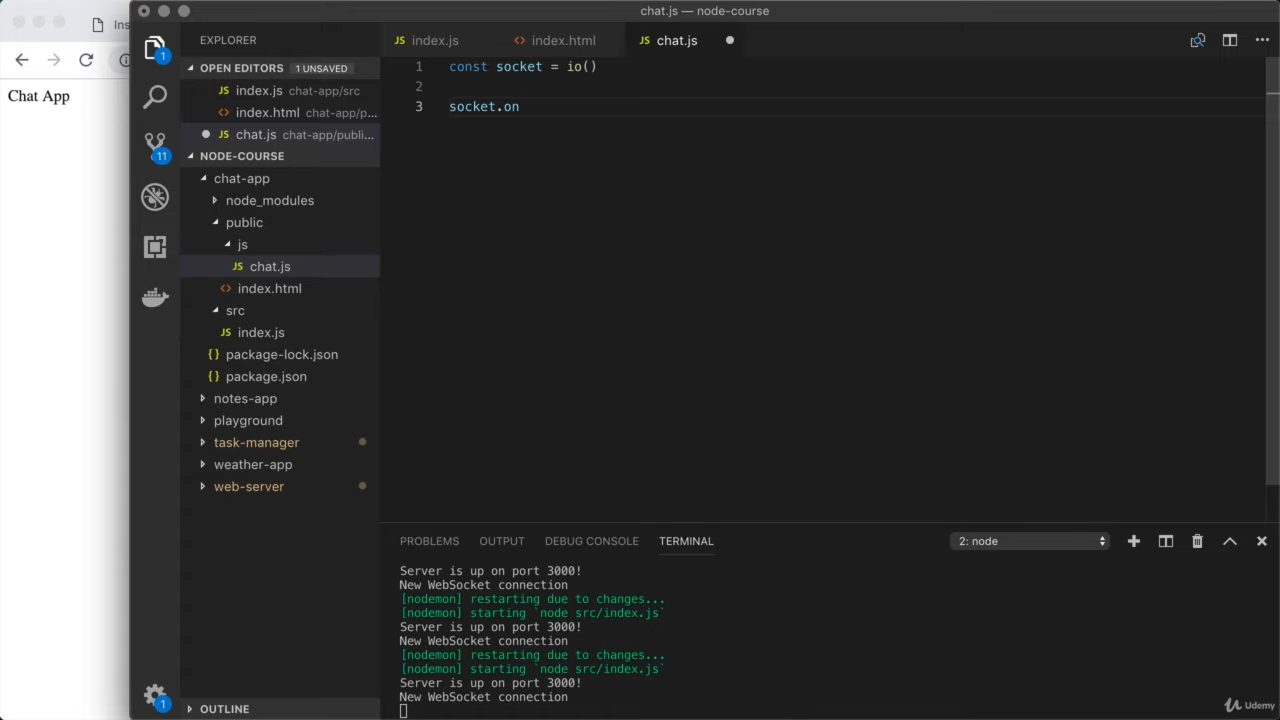 chat.js — node-course
Ins
Chat App
1
11
1
EXPLORER
OPEN EDITORS 1 UNSAVED
JS index.js chat-app/src
<> index.html chat-app/p...
JS chat.js chat-app/publi...
NODE-COURSE
chat-app
node_modules
public
js
JS chat.js
<> index.html
src
JS index.js
{} package-lock.json
{} package.json
notes-app
playground
task-manager
weather-app
web-server
OUTLINE
JS index.js <> index.html JS chat.js
1 const socket = io()
2
3 socket.on
PROBLEMS OUTPUT DEBUG CONSOLE TERMINAL 2: node
Server is up on port 3000!
New WebSocket connection
[nodemon] restarting due to changes...
[nodemon] starting `node src/index.js`
Server is up on port 3000!
New WebSocket connection
[nodemon] restarting due to changes...
[nodemon] starting `node src/index.js`
Server is up on port 3000!
New WebSocket connection
Udemy